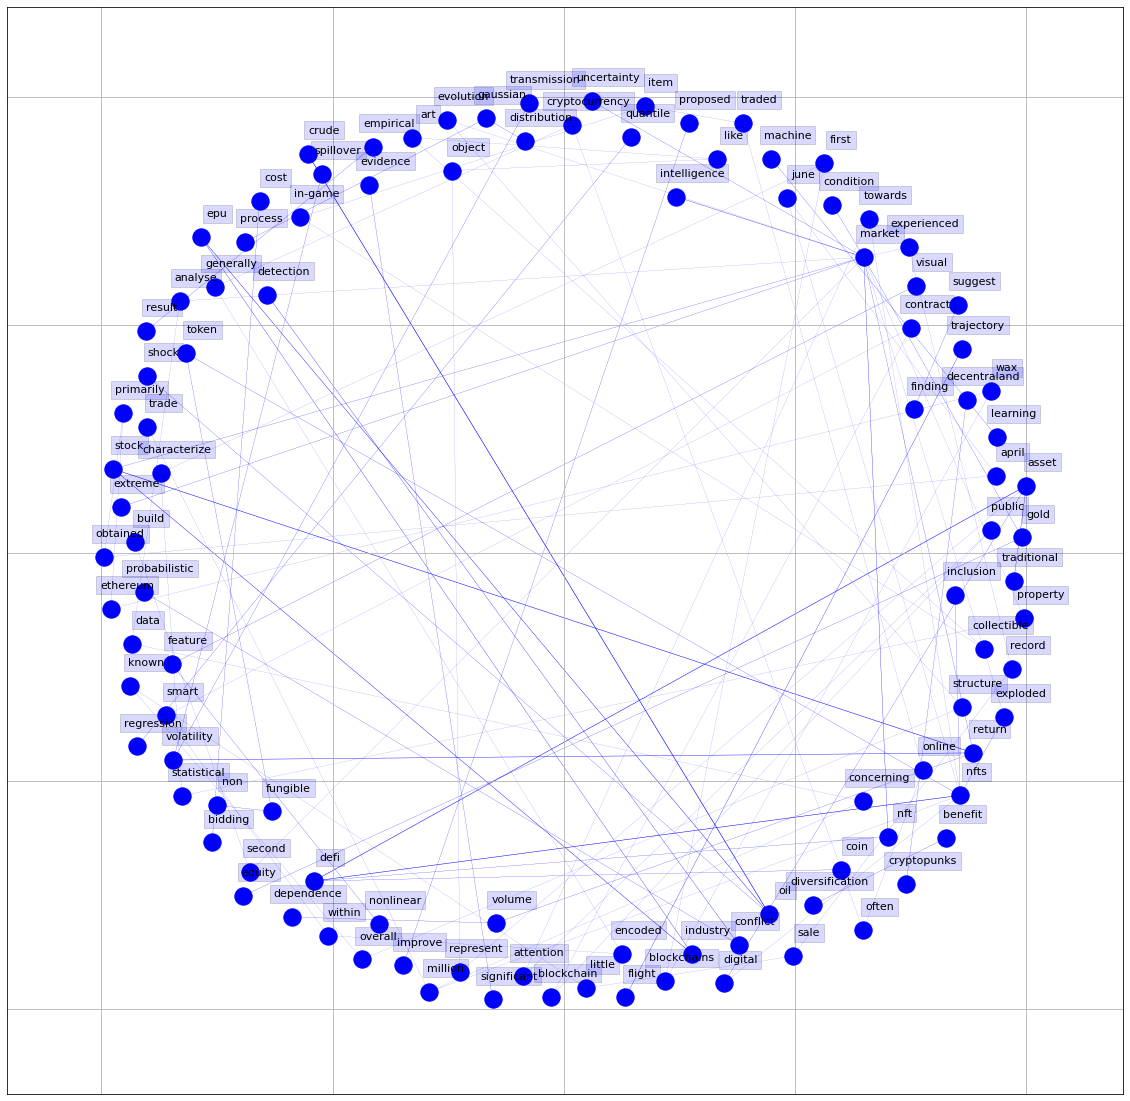 transmission
uncertainty
item
evolution
gaussian
cryptocurrency
proposed
traded
art
distribution
quantile
crude
empirical
like
machine
first
spillover
evidence
object
intelligence
june
condition
cost
in-game
towards
epu
process
experienced
market
generally
detection
visual
analyse
suggest
result
contract
token
trajectory
shock
wax
decentraland
primarily
finding
trade
learning
stock
characterize
april
asset
extreme
build
public
gold
obtained
probabilistic
inclusion
traditional
ethereum
property
data
collectible
feature
record
known
smart
structure
exploded
regression
volatility
online
return
statistical
non
fungible
concerning
nfts
bidding
nft
benefit
second
defi
coin
cryptopunks
equity
diversification
dependence
nonlinear
volume
oil
within
often
overall
improve
represent
attention
encoded
industry
conflict
sale
million
significant
blockchain
little
flight
blockchains
digital